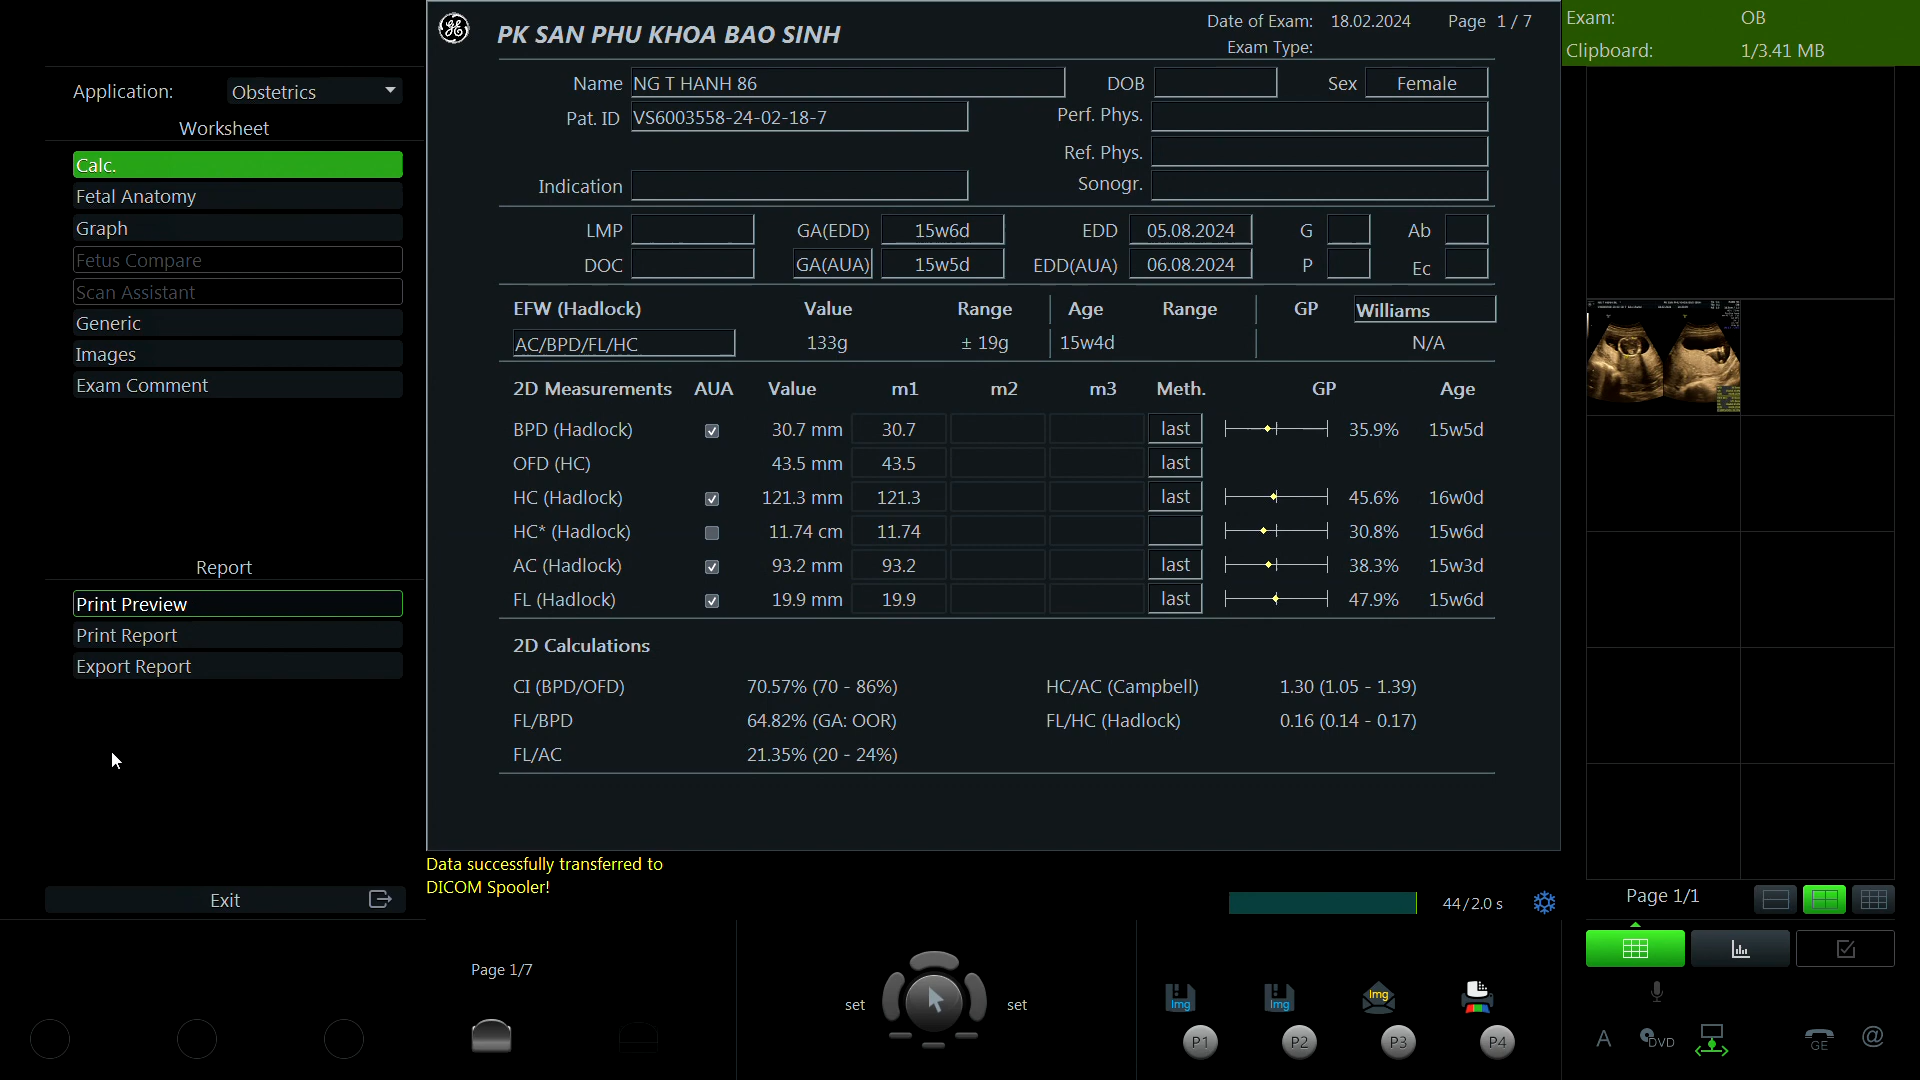 PK SAN PHU KHOA BAO SINH
Date of Exam: 18.02.2024 Page 1 / 7
Exam Type:
Exam: OB
Clipboard: 1/3.41 MB
Application: Obstetrics
Worksheet
Calc.
Fetal Anatomy
Graph
Fetus Compare
Scan Assistant
Generic
Images
Exam Comment
Report
Print Preview
Print Report
Export Report
Exit
Name NG T HANH 86 DOB Sex Female
Pat. ID VS6003558-24-02-18-7 Perf. Phys.
Ref. Phys.
Indication Sonogr.
LMP GA(EDD) 15w6d EDD 05.08.2024 G Ab
DOC GA(AUA) 15w5d EDD(AUA) 06.08.2024 P Ec
EFW (Hadlock) Value Range Age Range GP Williams
AC/BPD/FL/HC 133g ± 19g 15w4d N/A
2D Measurements AUA Value m1 m2 m3 Meth. GP Age
BPD (Hadlock) 30.7 mm 30.7 last 35.9% 15w5d
OFD (HC) 43.5 mm 43.5 last
HC (Hadlock) 121.3 mm 121.3 last 45.6% 16w0d
HC* (Hadlock) 11.74 cm 11.74 30.8% 15w6d
AC (Hadlock) 93.2 mm 93.2 last 38.3% 15w3d
FL (Hadlock) 19.9 mm 19.9 last 47.9% 15w6d
2D Calculations
CI (BPD/OFD) 70.57% (70 - 86%) HC/AC (Campbell) 1.30 (1.05 - 1.39)
FL/BPD 64.82% (GA: OOR) FL/HC (Hadlock) 0.16 (0.14 - 0.17)
FL/AC 21.35% (20 - 24%)
Data successfully transferred to
DICOM Spooler!
44/2.0 s
Page 1/1
Page 1/7
set set
Img Img Img
P1 P2 P3 P4
A DVD GE @